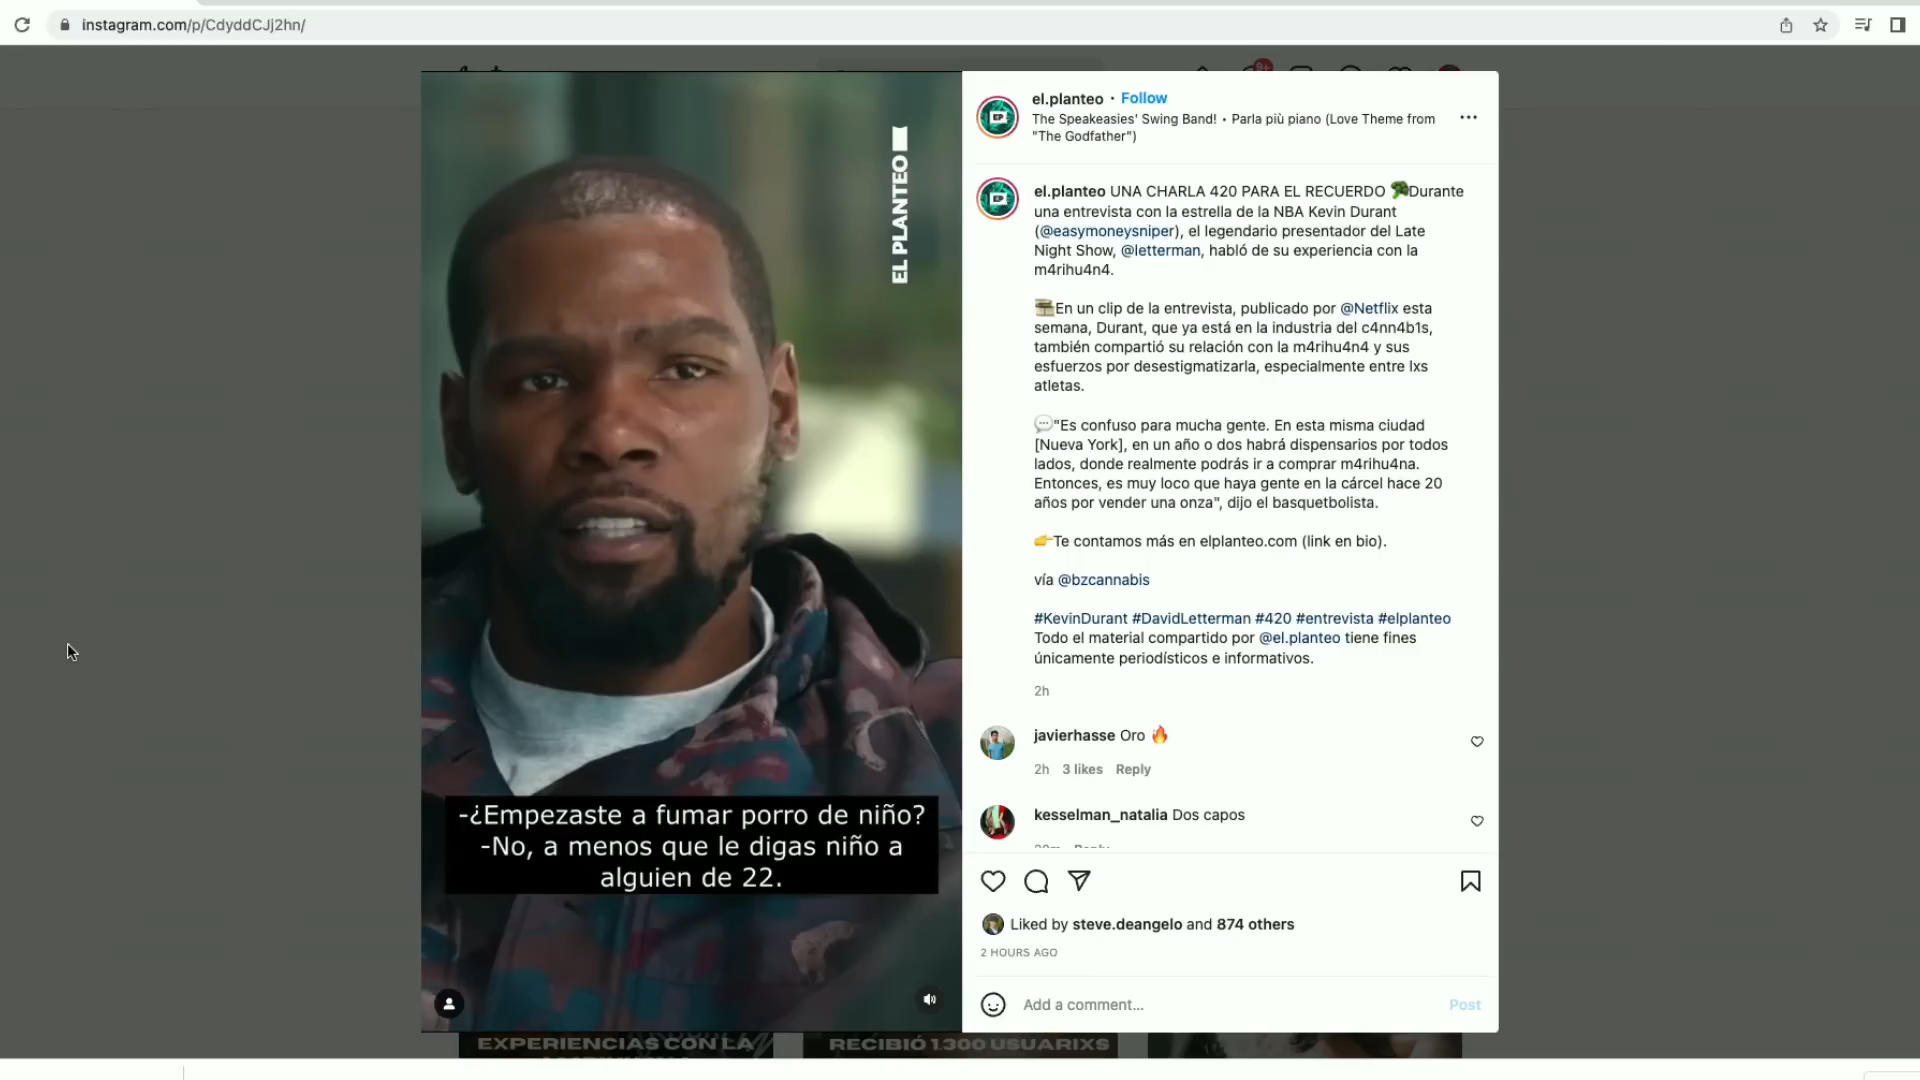 instagram.com/p/CdyddCJj2hn/
9+
EL PLANTEO
-¿Empezaste a fumar porro de niño?
-No, a menos que le digas niño a
alguien de 22.
el.planteo • Follow
The Speakeasies' Swing Band! • Parla più piano (Love Theme from
"The Godfather")
EP
el.planteo UNA CHARLA 420 PARA EL RECUERDO 🥦Durante
una entrevista con la estrella de la NBA Kevin Durant
(@easymoneysniper), el legendario presentador del Late
Night Show, @letterman, habló de su experiencia con la
m4rihu4n4.
En un clip de la entrevista, publicado por @Netflix esta
semana, Durant, que ya está en la industria del c4nn4b1s,
también compartió su relación con la m4rihu4n4 y sus
esfuerzos por desestigmatizarla, especialmente entre lxs
atletas.
💬"Es confuso para mucha gente. En esta misma ciudad
[Nueva York], en un año o dos habrá dispensarios por todos
lados, donde realmente podrás ir a comprar m4rihu4na.
Entonces, es muy loco que haya gente en la cárcel hace 20
años por vender una onza", dijo el basquetbolista.
👉Te contamos más en elplanteo.com (link en bio).
vía @bzcannabis
#KevinDurant #DavidLetterman #420 #entrevista #elplanteo
Todo el material compartido por @el.planteo tiene fines
únicamente periodísticos e informativos.
2h
javierhasse Oro 🔥
2h 3 likes Reply
kesselman_natalia Dos capos
Reply
Liked by steve.deangelo and 874 others
2 HOURS AGO
Add a comment...
Post
EXPERIENCIAS CON LA
RECIBIÓ 1.300 USUARIXS